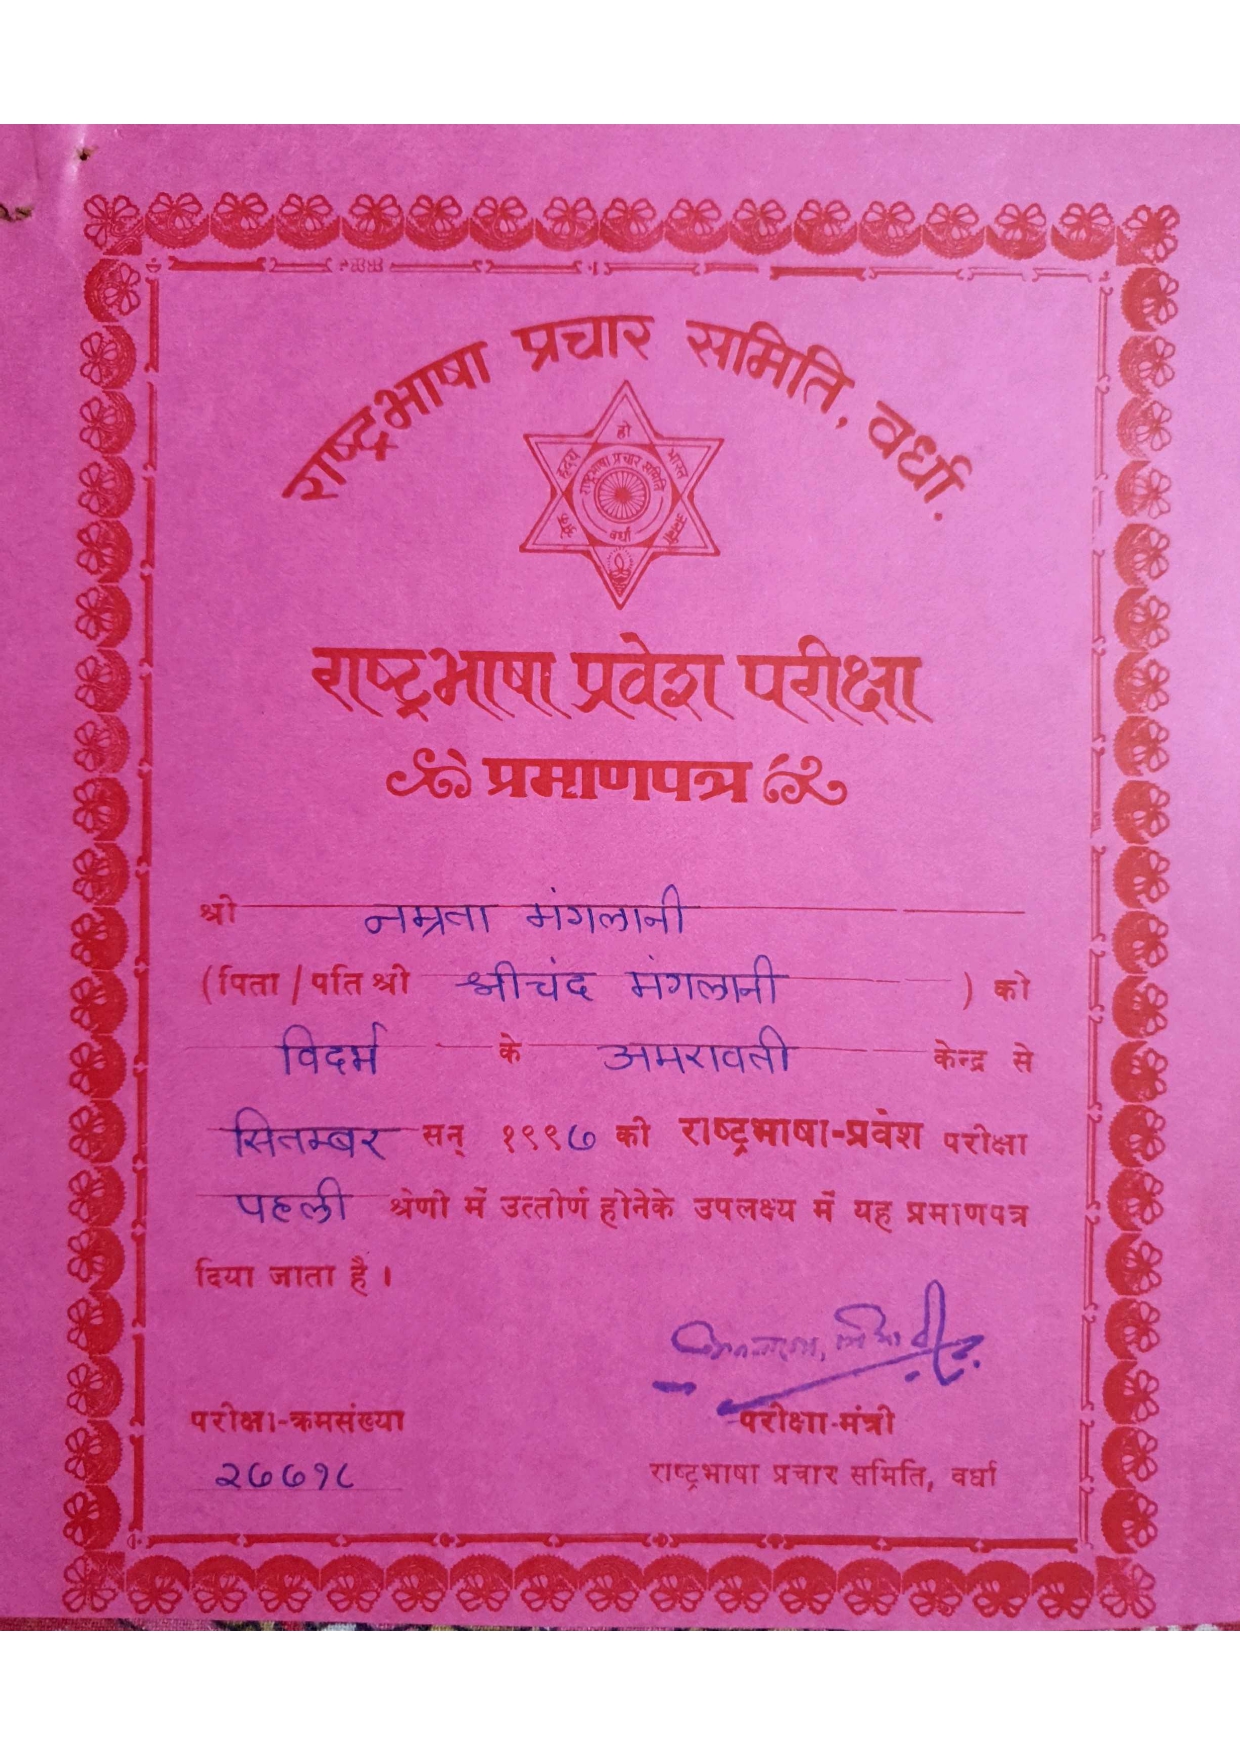 राष्ट्रभाषा प्रचार समिति, वर्धा.
हो
हृदय भारत
राष्ट्रभाषा प्रचार समिति
जननी
वर्धा
राष्ट्रभाषा प्रवेश परीक्षा
प्रमाणपत्र
श्री नम्रता मंगलानी
(पिता/पति श्री श्रीचंद मंगलानी ) को
विदर्भ के अमरावती केन्द्र से
सितम्बर सन् १९९७ की राष्ट्रभाषा-प्रवेश परीक्षा
पहली श्रेणी में उत्तीर्ण होनेके उपलक्ष्य में यह प्रमाणपत्र
दिया जाता है ।
परीक्षा-क्रमसंख्या परीक्षा-मंत्री
२७७१८ राष्ट्रभाषा प्रचार समिति, वर्धा